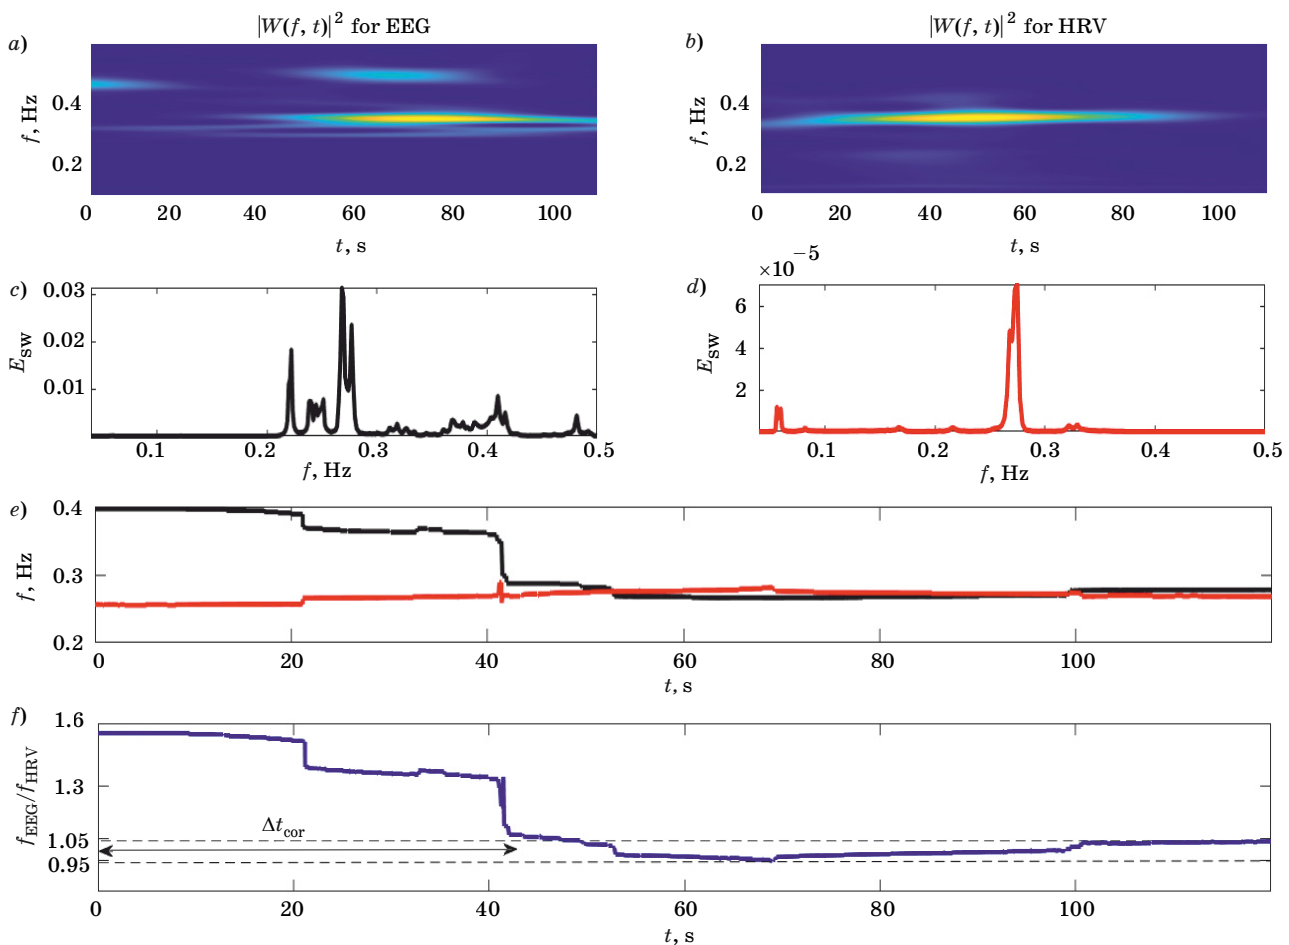 |W(f, t)|² for EEG
|W(f, t)|² for HRV
a)
b)
f, Hz
0.4
0.2
0 20 40 60 80 100
t, s
f, Hz
0.4
0.2
0 20 40 60 80 100
t, s
c)
E_sw
0.03
0.02
0.01
0.1 0.2 0.3 0.4 0.5
f, Hz
d)
×10⁻⁵
E_sw
6
4
2
0.1 0.2 0.3 0.4 0.5
f, Hz
e)
f, Hz
0.4
0.3
0.2
0 20 40 60 80 100
t, s
f)
f_EEG/f_HRV
1.6
1.3
1.05
0.95
Δt_cor
0 20 40 60 80 100
t, s